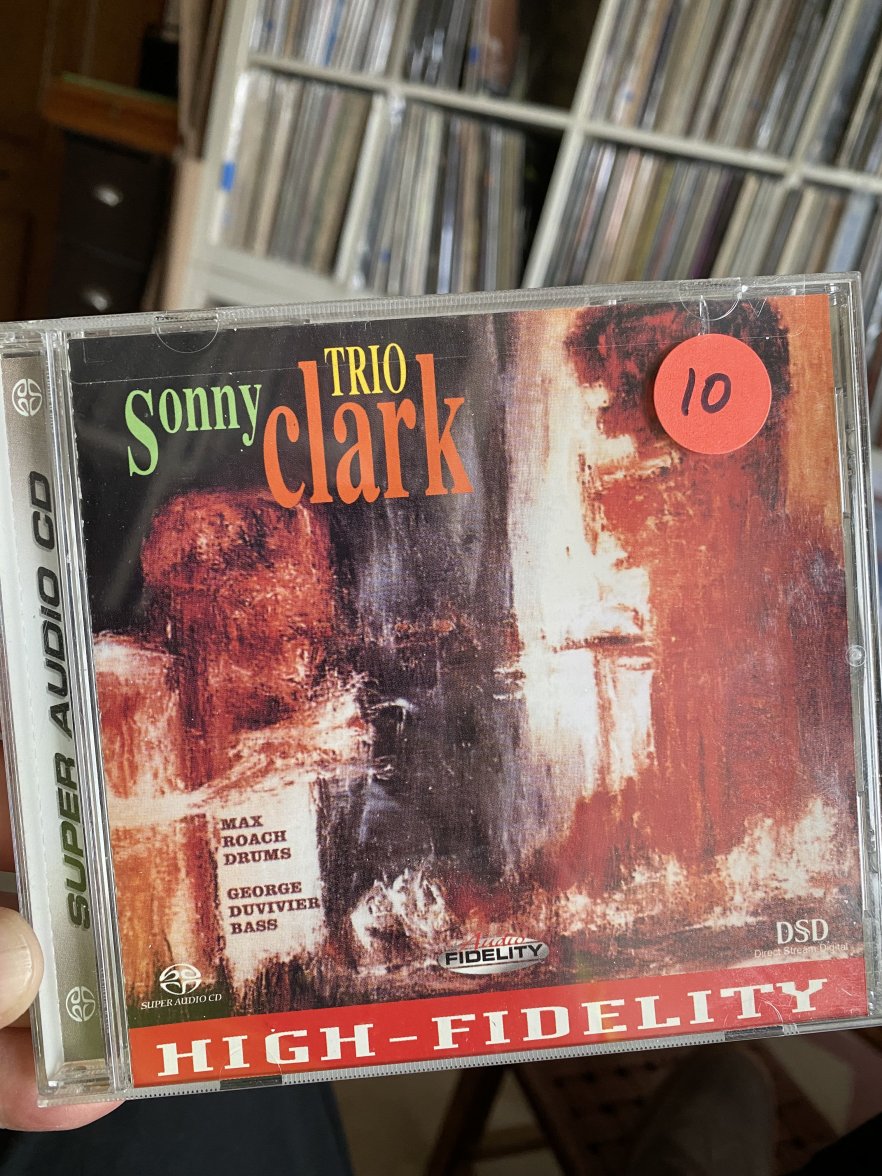 TRIO
Sonny
clark
10
SUPER AUDIO CD
MAX
ROACH
DRUMS
GEORGE
DUVIVIER
BASS
Audio
FIDELITY
DSD
Direct Stream Digital
SUPER AUDIO CD
HIGH-FIDELITY